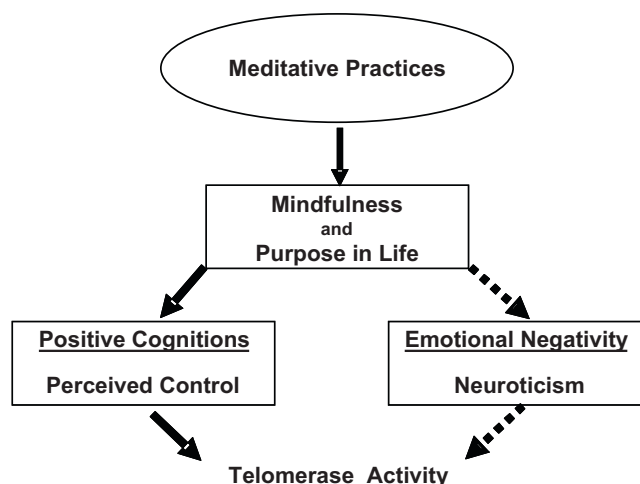 Meditative Practices
Mindfulness
and
Purpose in Life
Positive Cognitions
Perceived Control
Emotional Negativity
Neuroticism
Telomerase Activity